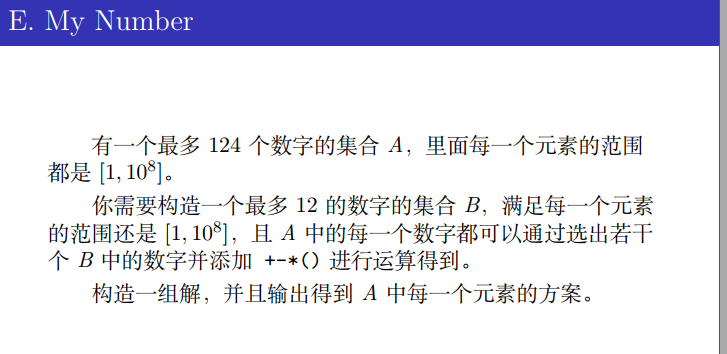 E. My Number
有一个最多 124 个数字的集合 A，里面每一个元素的范围
都是 [1, 10⁸]。
你需要构造一个最多 12 的数字的集合 B，满足每一个元素
的范围还是 [1, 10⁸]，且 A 中的每一个数字都可以通过选出若干
个 B 中的数字并添加 +-*() 进行运算得到。
构造一组解，并且输出得到 A 中每一个元素的方案。